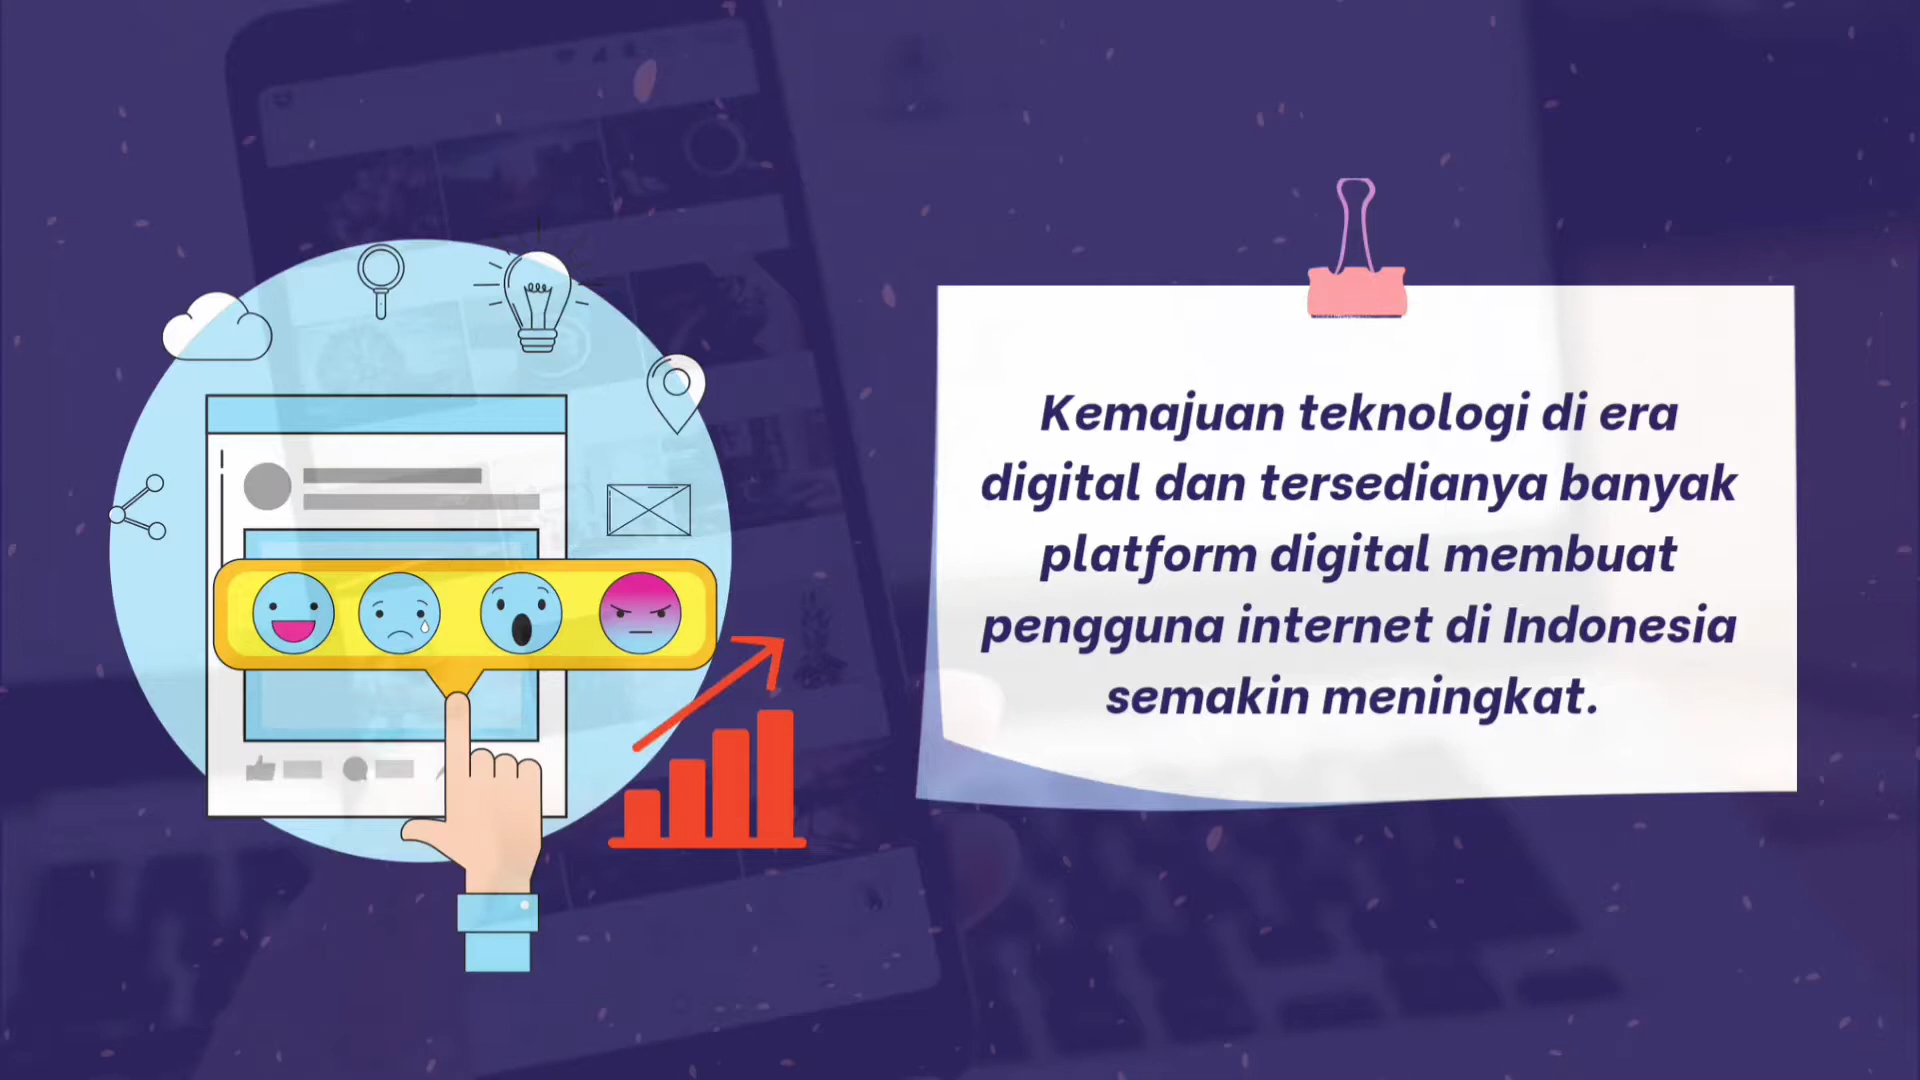 Kemajuan teknologi di era
digital dan tersedianya banyak
platform digital membuat
pengguna internet di Indonesia
semakin meningkat.